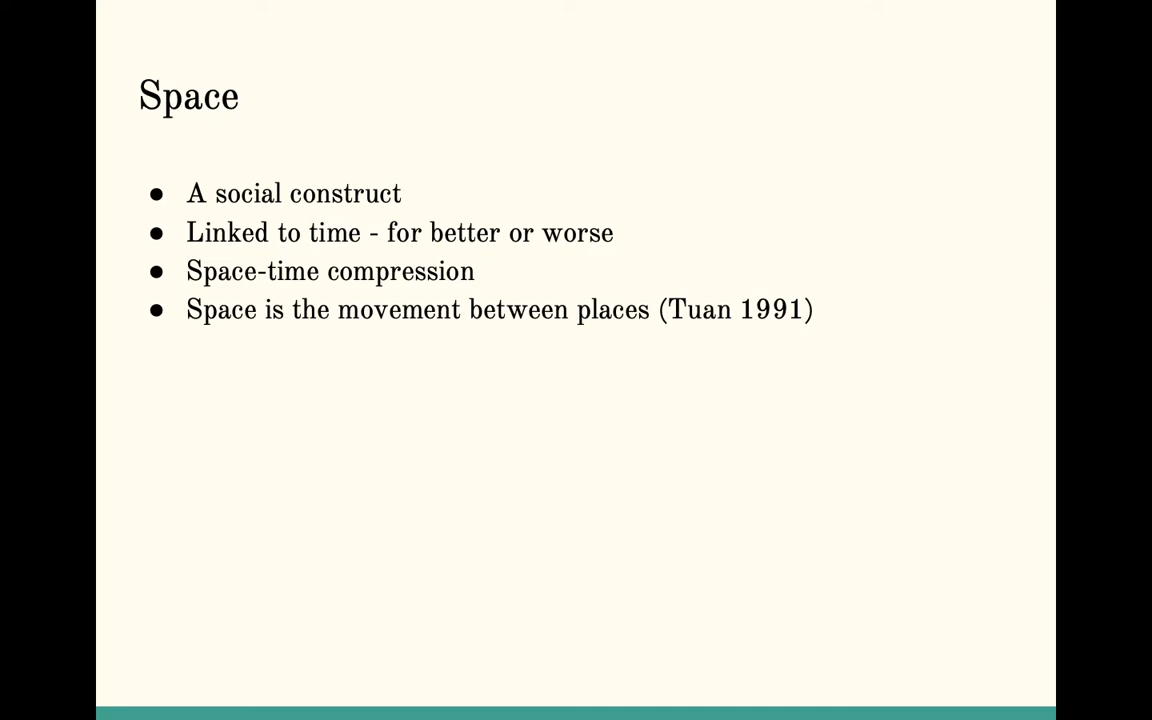 Space
● A social construct
● Linked to time - for better or worse
● Space-time compression
● Space is the movement between places (Tuan 1991)